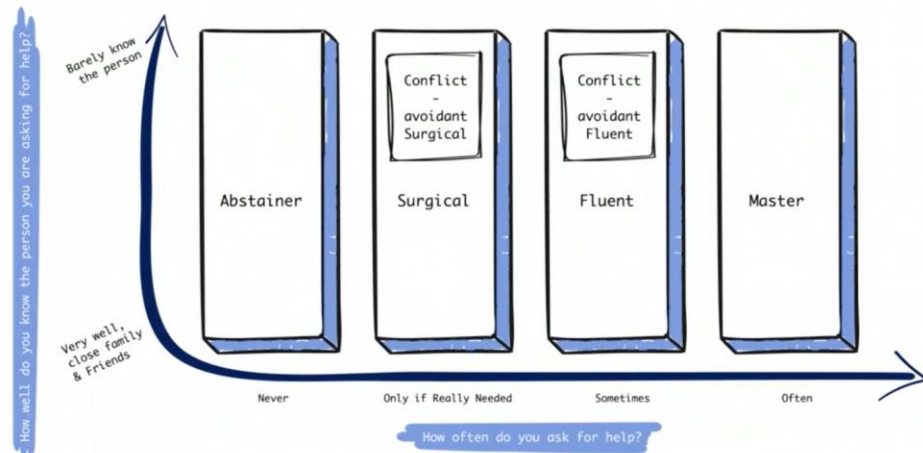 How well do you know the person you are asking for help?
Barely know
the person
Conflict
-
avoidant
Surgical
Conflict
-
avoidant
Fluent
Abstainer
Surgical
Fluent
Master
Very well,
close family
& Friends
Never
Only if Really Needed
Sometimes
Often
How often do you ask for help?